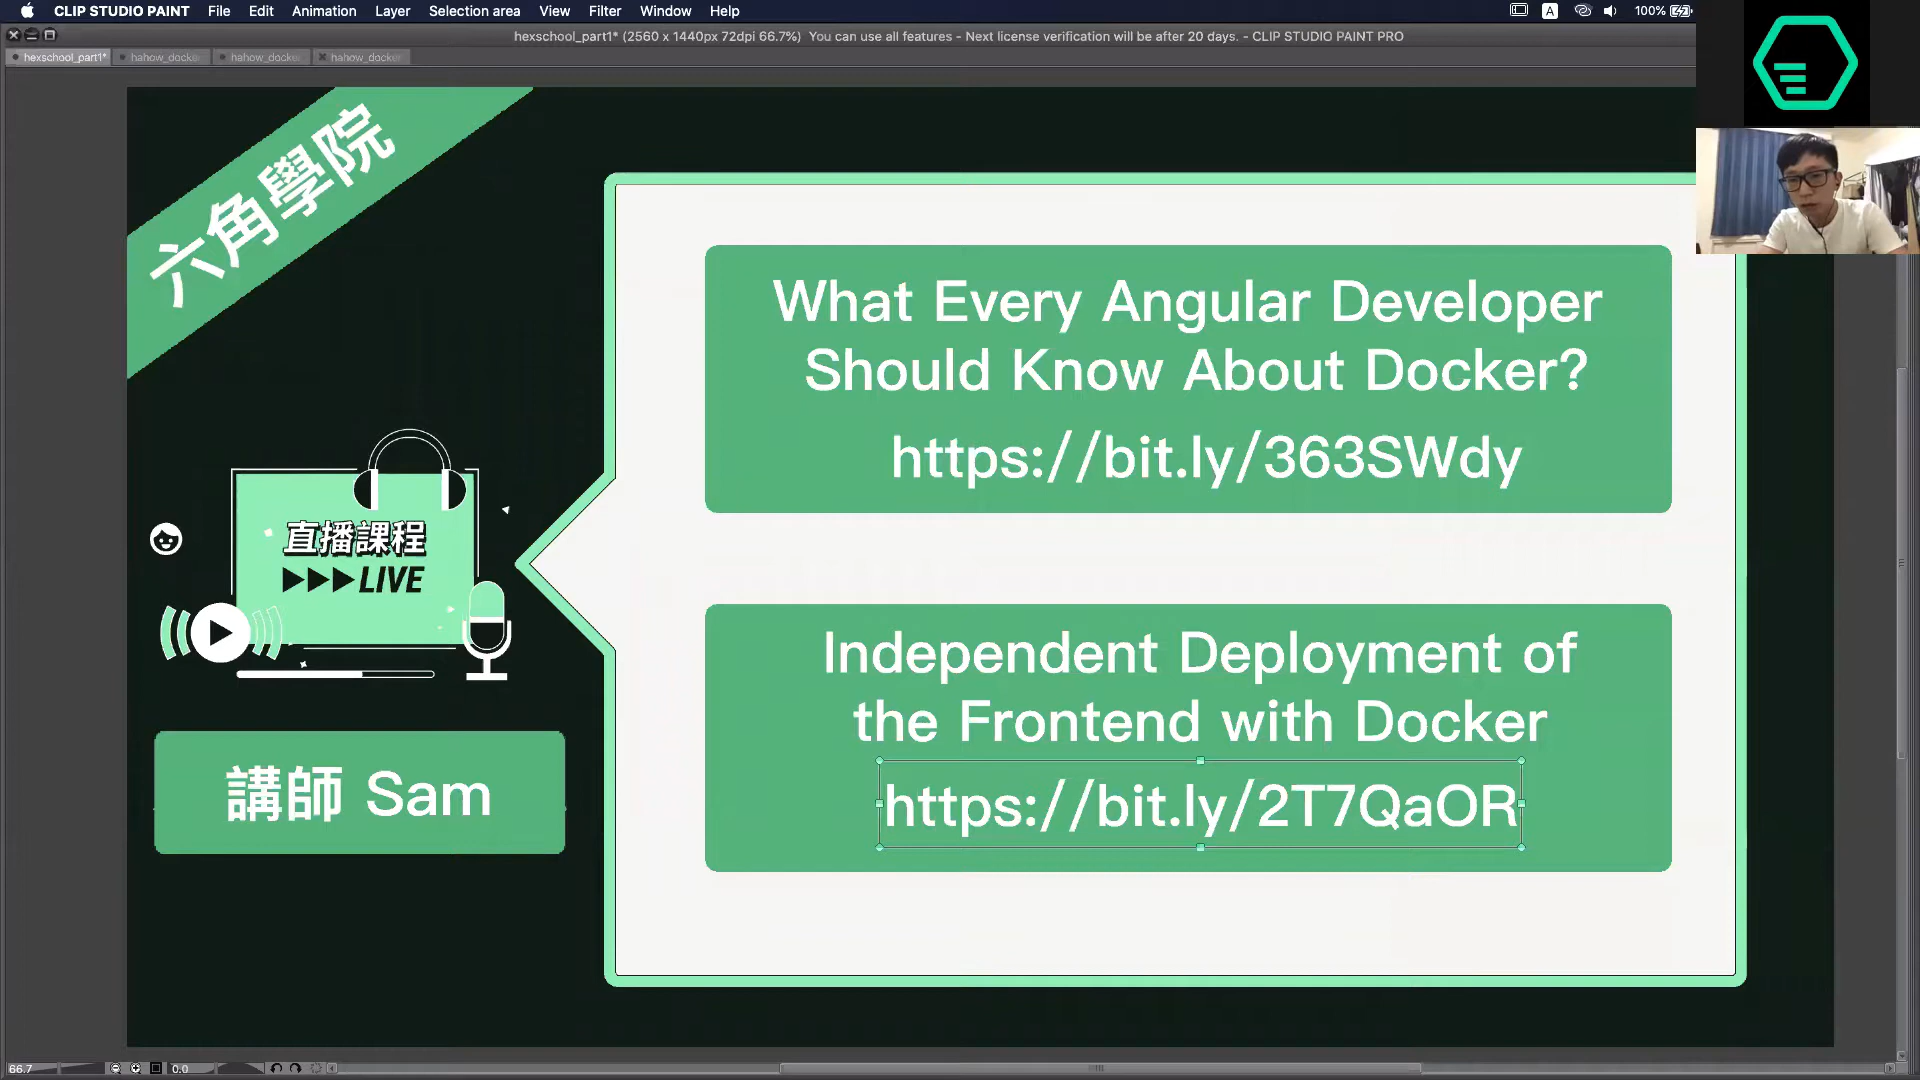 CLIP STUDIO PAINT File Edit Animation Layer Selection area View Filter Window Help A 100%
hexschool_part1* (2560 x 1440px 72dpi 66.7%) You can use all features - Next license verification will be after 20 days. - CLIP STUDIO PAINT PRO
hexschool_part1* hahow_docke hahow_docke hahow_docke
六角學院
What Every Angular Developer
Should Know About Docker?
https://bit.ly/363SWdy
直播課程
LIVE
Independent Deployment of
the Frontend with Docker
https://bit.ly/2T7QaOR
講師 Sam
66.7 0.0